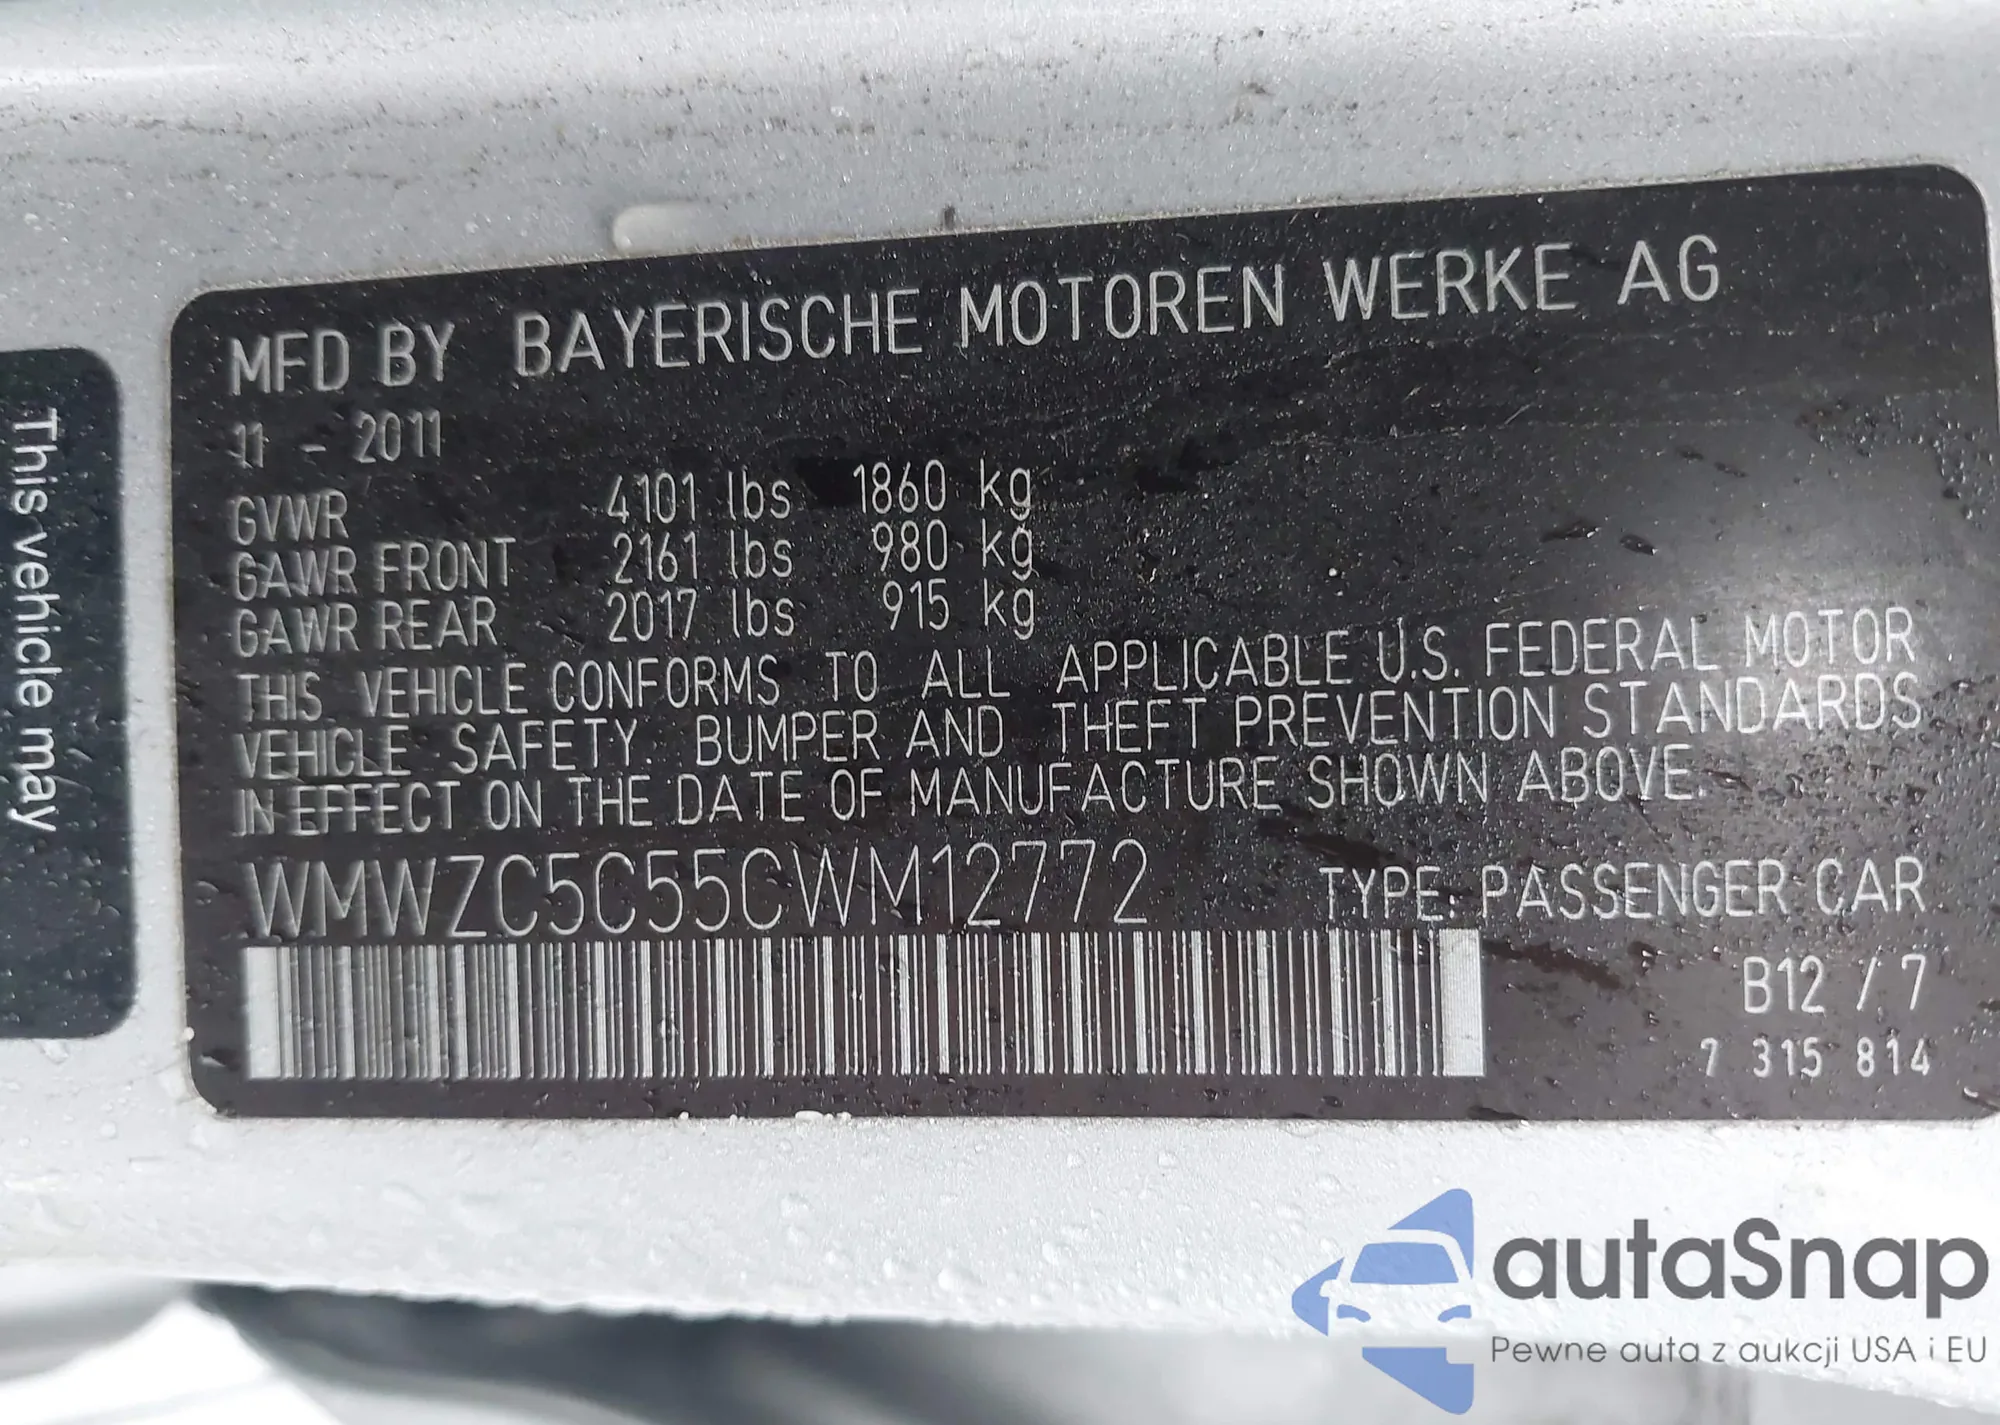 This vehicle may
MFD BY BAYERISCHE MOTOREN WERKE AG
11 - 2011
GVWR 4101 lbs 1860 kg
GAWR FRONT 2161 lbs 980 kg
GAWR REAR 2017 lbs 915 kg
THIS VEHICLE CONFORMS TO ALL APPLICABLE U.S. FEDERAL MOTOR
VEHICLE SAFETY, BUMPER AND THEFT PREVENTION STANDARDS
IN EFFECT ON THE DATE OF MANUFACTURE SHOWN ABOVE.
WMWZC5C55CWM12772 TYPE: PASSENGER CAR
B12 / 7
7 315 814
autaSnap
Pewne auta z aukcji USA i EU